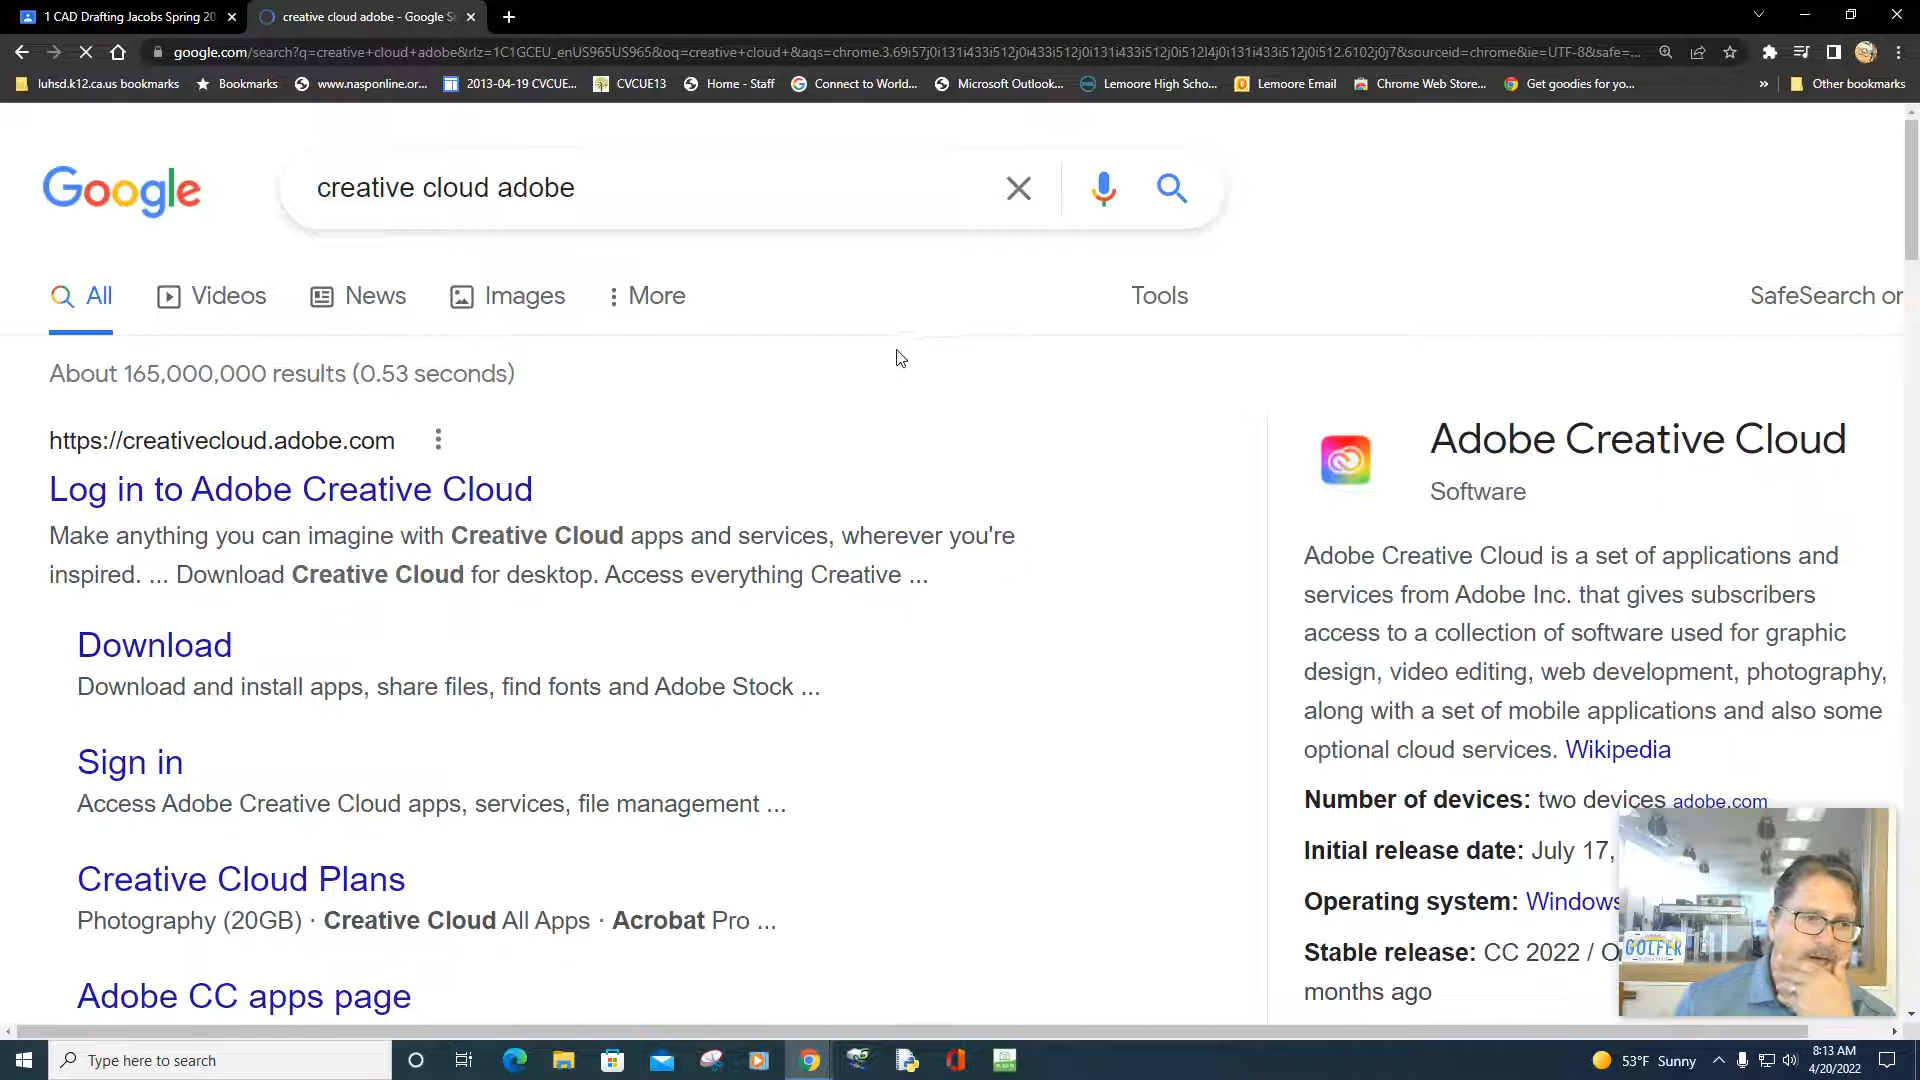 1 CAD Drafting Jacobs Spring 20
creative cloud adobe - Google Se
google.com/search?q=creative+cloud+adobe&rlz=1C1GCEU_enUS965US965&oq=creative+cloud+&aqs=chrome.3.69i57j0i131i433i512j0i433i512j0i131i433i512j0i512l4j0i131i433i512j0i512.6102j0j7&sourceid=chrome&ie=UTF-8&safe=...
luhsd.k12.ca.us bookmarks
Bookmarks
www.nasponline.or...
2013-04-19 CVCUE...
CVCUE13
Home - Staff
Connect to World...
Microsoft Outlook...
Lemoore High Scho...
Lemoore Email
Chrome Web Store...
Get goodies for yo...
»
Other bookmarks
Google
creative cloud adobe
All
Videos
News
Images
More
Tools
SafeSearch on
About 165,000,000 results (0.53 seconds)
https://creativecloud.adobe.com
Log in to Adobe Creative Cloud
Make anything you can imagine with Creative Cloud apps and services, wherever you're
inspired. ... Download Creative Cloud for desktop. Access everything Creative ...
Download
Download and install apps, share files, find fonts and Adobe Stock ...
Sign in
Access Adobe Creative Cloud apps, services, file management ...
Creative Cloud Plans
Photography (20GB) · Creative Cloud All Apps · Acrobat Pro ...
Adobe CC apps page
Adobe Creative Cloud
Software
Adobe Creative Cloud is a set of applications and
services from Adobe Inc. that gives subscribers
access to a collection of software used for graphic
design, video editing, web development, photography,
along with a set of mobile applications and also some
optional cloud services. Wikipedia
Number of devices: two devices adobe.com
Initial release date: July 17,
Operating system: Windows
Stable release: CC 2022 / O
months ago
GOLFER
Type here to search
53°F Sunny
8:13 AM
4/20/2022